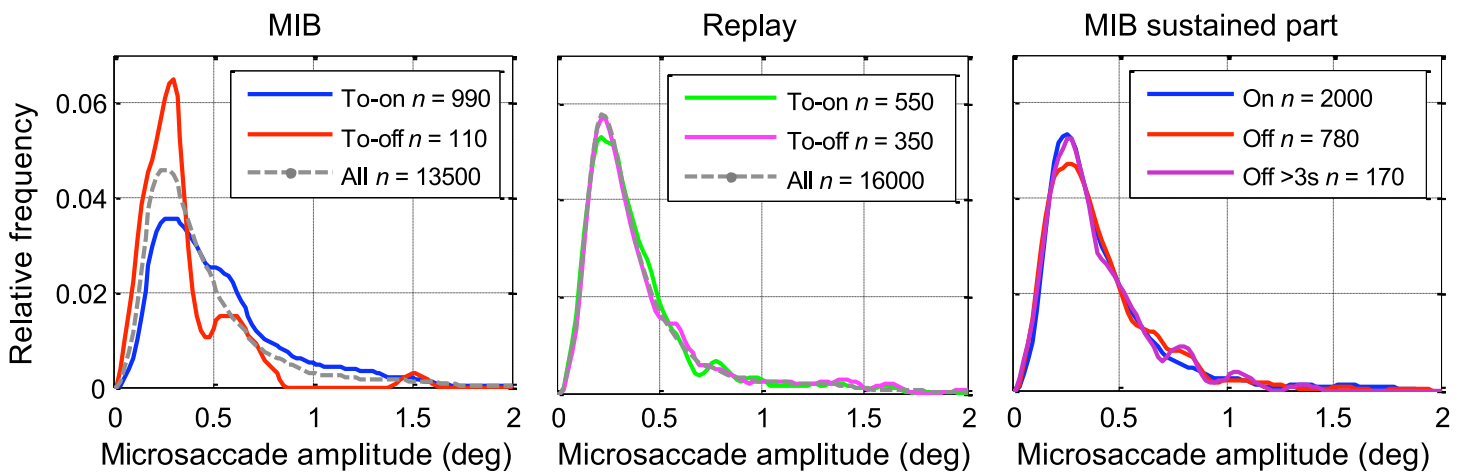 MIB
Replay
MIB sustained part
Relative frequency
0.06
0.04
0.02
0
To-on n = 990
To-off n = 110
All n = 13500
To-on n = 550
To-off n = 350
All n = 16000
On n = 2000
Off n = 780
Off >3s n = 170
0 0.5 1 1.5 2
0 0.5 1 1.5 2
0 0.5 1 1.5 2
Microsaccade amplitude (deg)
Microsaccade amplitude (deg)
Microsaccade amplitude (deg)